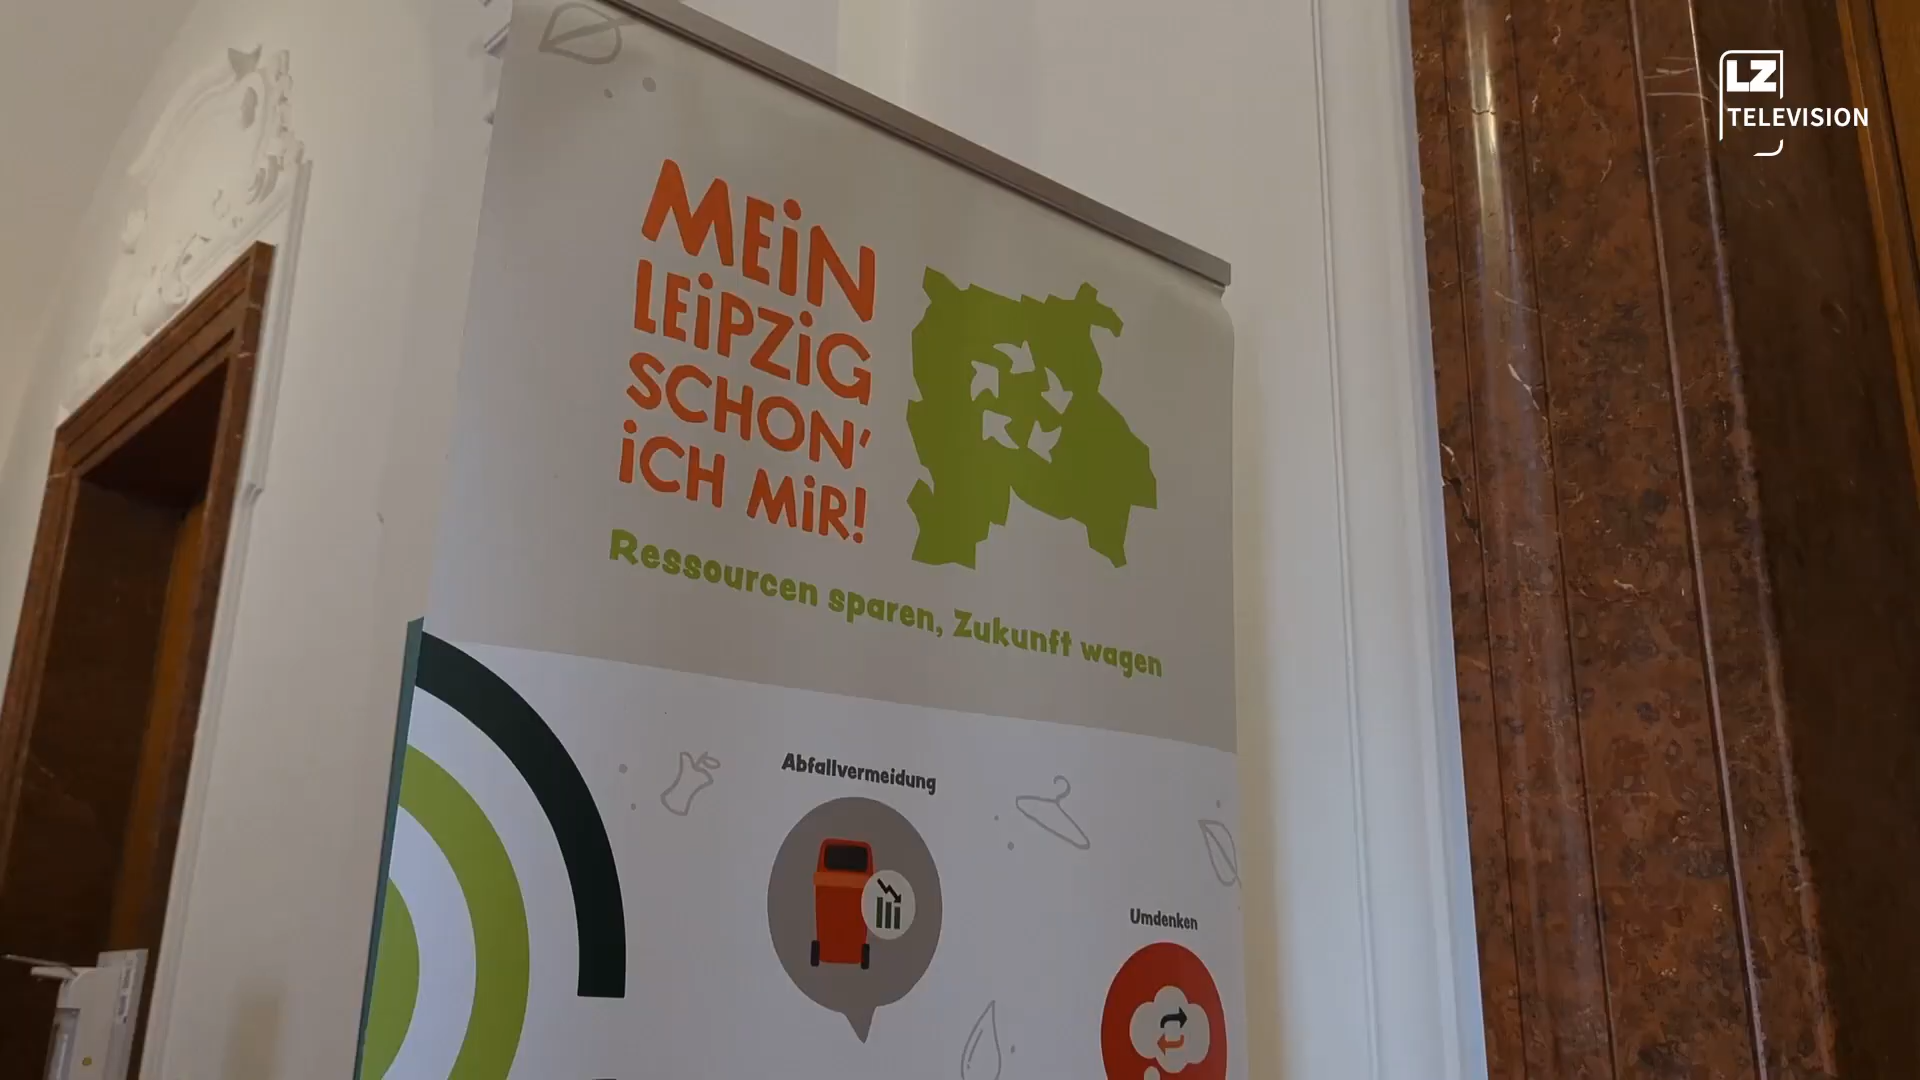 LZ
TELEVISION
MEiN
LEiPZiG
SCHON'
iCH MiR!
Ressourcen sparen, Zukunft wagen
Abfallvermeidung
Umdenken